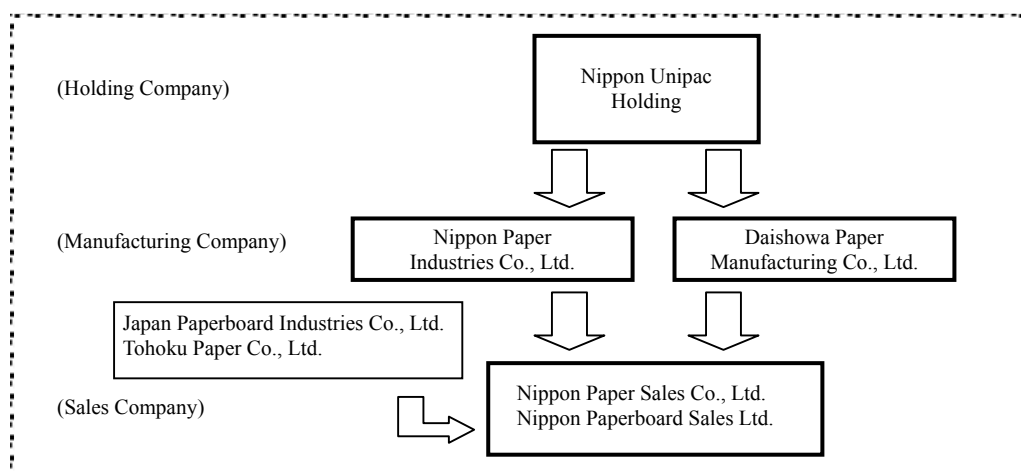 (Holding Company)
Nippon Unipac
Holding
(Manufacturing Company)
Nippon Paper
Industries Co., Ltd.
Daishowa Paper
Manufacturing Co., Ltd.
Japan Paperboard Industries Co., Ltd.
Tohoku Paper Co., Ltd.
(Sales Company)
Nippon Paper Sales Co., Ltd.
Nippon Paperboard Sales Ltd.